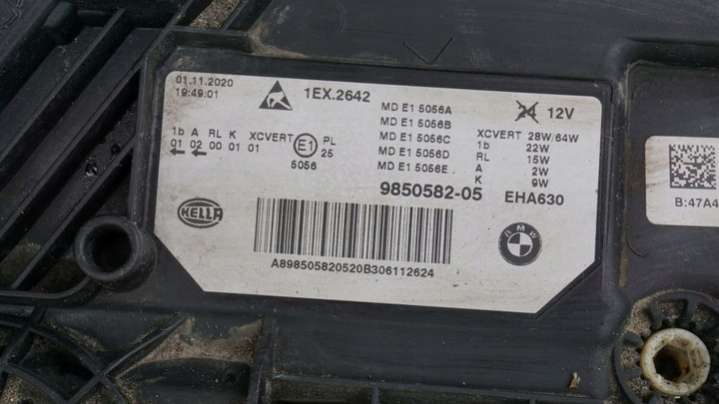 01.11.2020
19:49:01
1EX.2642
24 12V
MD E1 5056A
MD E1 5056B
MD E1 5056C
MD E1 5056D
MD E1 5056E
XCVERT 28W/64W
1b 22W
RL 15W
A 2W
K 9W
1b A RL K XCVERT E1 PL
01 02 00 01 01 25
5056
9850582-05 EHA630
HELLA
BMW
A898505820520B306112624
B:47A4